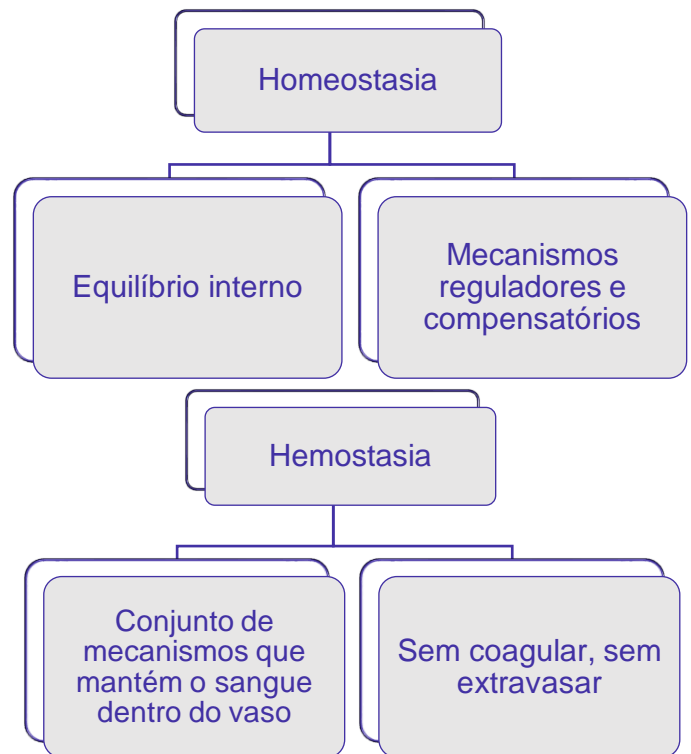 Homeostasia
Equilíbrio interno
Mecanismos
reguladores e
compensatórios
Hemostasia
Conjunto de
mecanismos que
mantém o sangue
dentro do vaso
Sem coagular, sem
extravasar